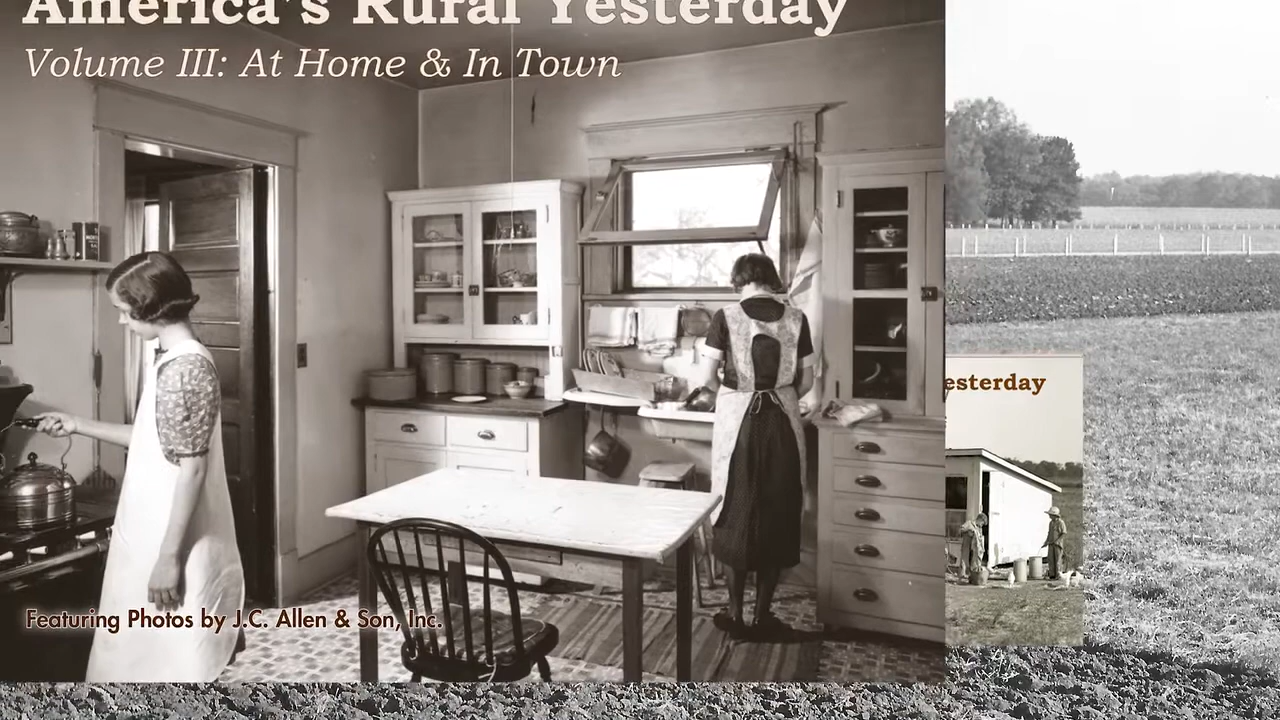 America's Rural Yesterday
Volume III: At Home & In Town
esterday
Featuring Photos by J.C. Allen & Son, Inc.